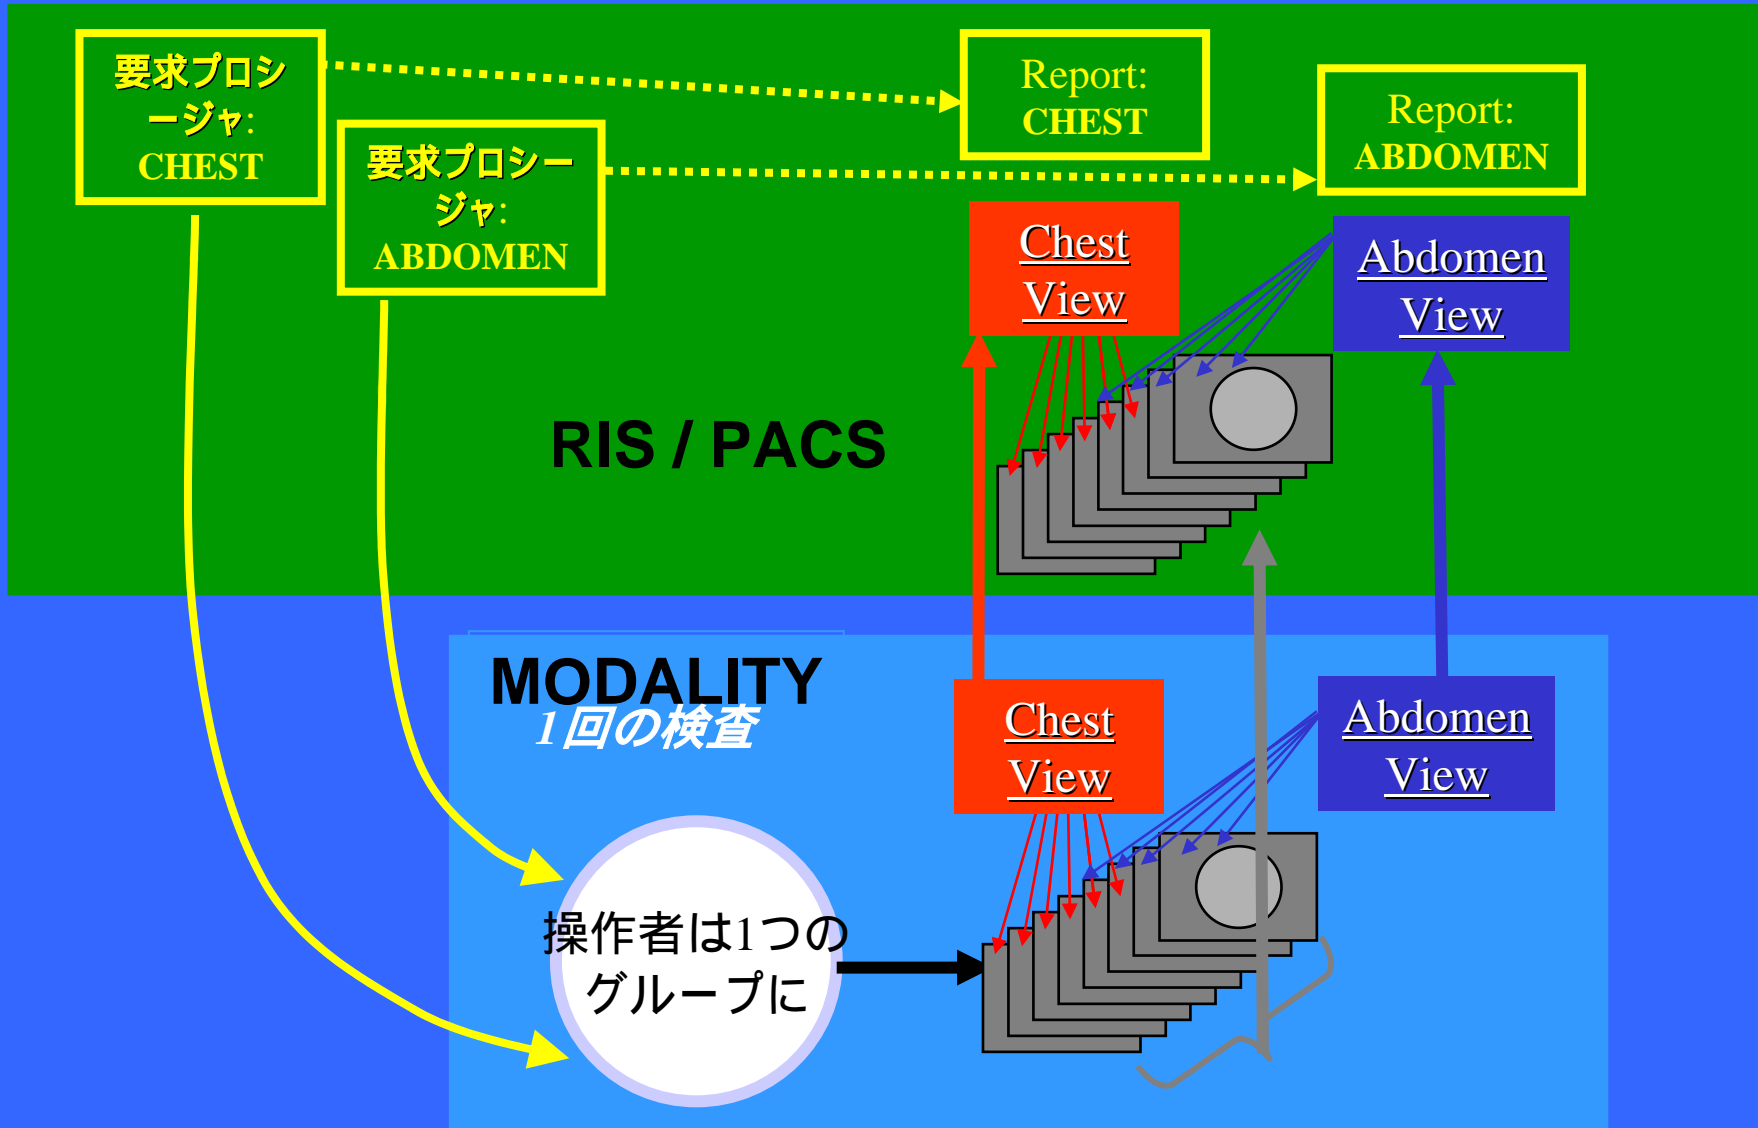 要求プロシ
ージャ:
CHEST
要求プロシー
ジャ:
ABDOMEN
Report:
CHEST
Report:
ABDOMEN
Chest
View
Abdomen
View
RIS / PACS
MODALITY
1回の検査
Chest
View
Abdomen
View
操作者は1つの
グループに